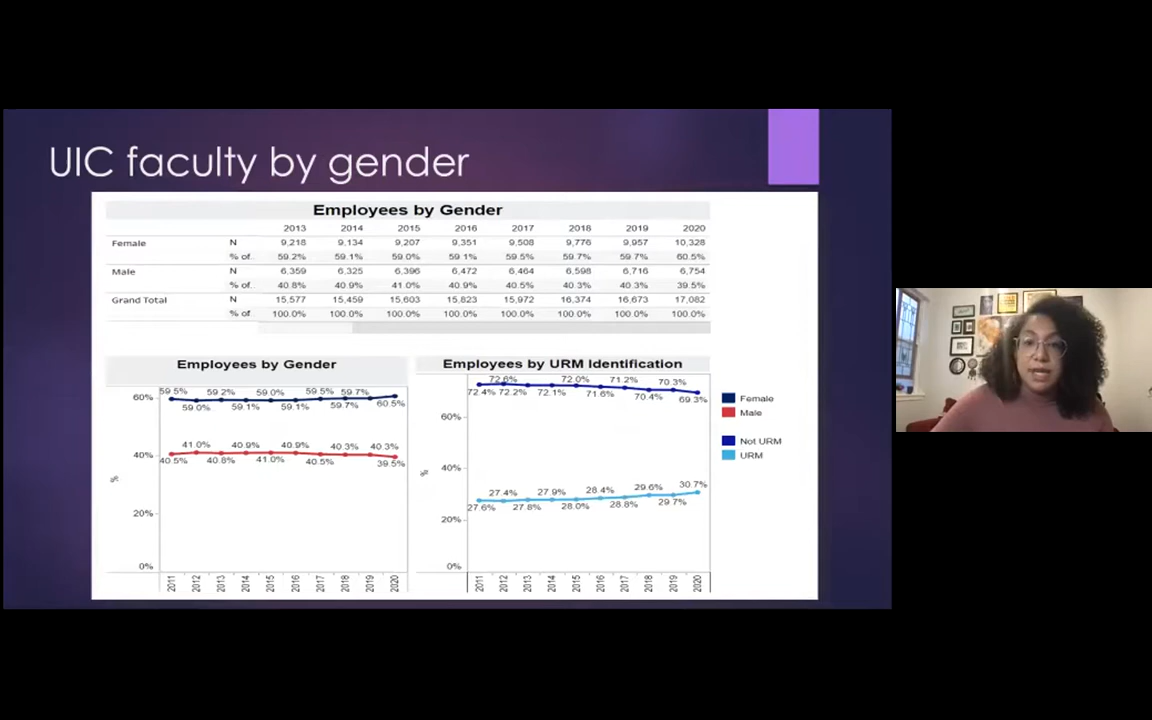 UIC faculty by gender
Employees by Gender
2013 2014 2015 2016 2017 2018 2019 2020
Female N 9,218 9,134 9,207 9,351 9,508 9,776 9,957 10,328
% of.. 59.2% 59.1% 59.0% 59.1% 59.5% 59.7% 59.7% 60.5%
Male N 6,359 6,325 6,396 6,472 6,464 6,598 6,716 6,754
% of.. 40.8% 40.9% 41.0% 40.9% 40.5% 40.3% 40.3% 39.5%
Grand Total N 15,577 15,459 15,603 15,823 15,972 16,374 16,673 17,082
% of 100.0% 100.0% 100.0% 100.0% 100.0% 100.0% 100.0% 100.0%
Employees by Gender
59.5% 59.2% 59.0% 59.5% 59.7%
60%
59.0% 59.1% 59.1% 59.7% 60.5%
41.0% 40.9% 40.9% 40.3% 40.3%
40%
40.5% 40.8% 41.0% 40.5% 39.5%
%
20%
0%
2011 2012 2013 2014 2015 2016 2017 2018 2019 2020
Employees by URM Identification
72.6% 72.0% 71.2% 70.3%
72.4% 72.2% 72.1% 71.6% 70.4% 69.3%
60%
40%
%
27.4% 27.9% 28.4% 29.6% 30.7%
27.6% 27.8% 28.0% 28.8% 29.7%
20%
0%
2011 2012 2013 2014 2015 2016 2017 2018 2019 2020
Female
Male
Not URM
URM